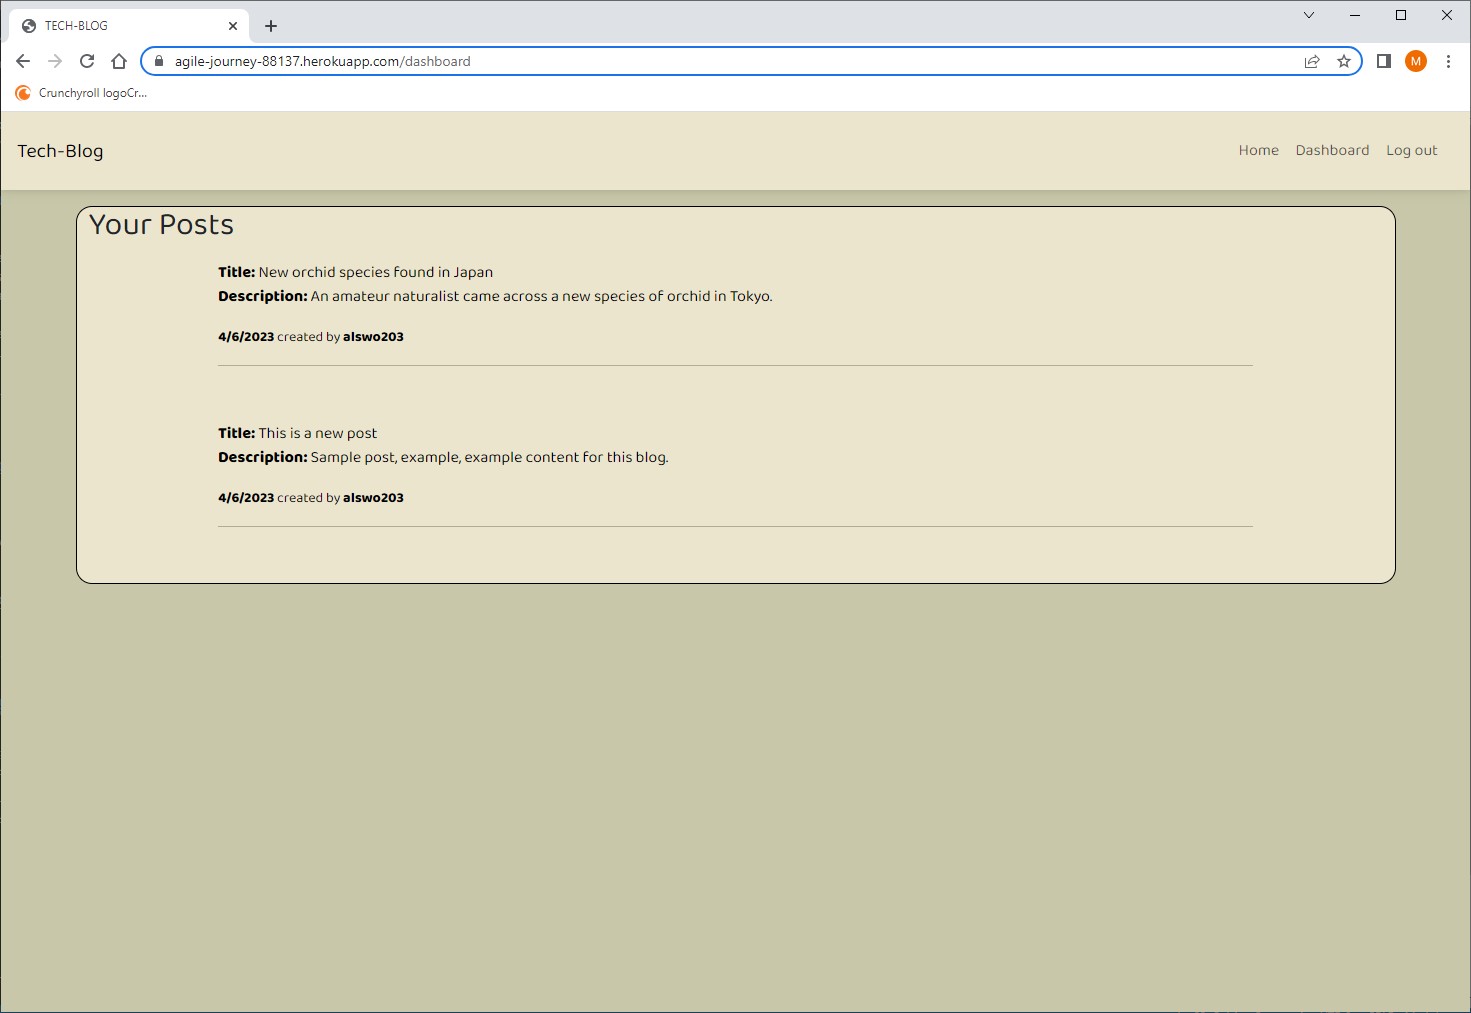 TECH-BLOG
agile-journey-88137.herokuapp.com/dashboard
M
Crunchyroll logoCr...
Tech-Blog
Home Dashboard Log out
Your Posts
Title: New orchid species found in Japan
Description: An amateur naturalist came across a new species of orchid in Tokyo.
4/6/2023 created by alswo203
Title: This is a new post
Description: Sample post, example, example content for this blog.
4/6/2023 created by alswo203